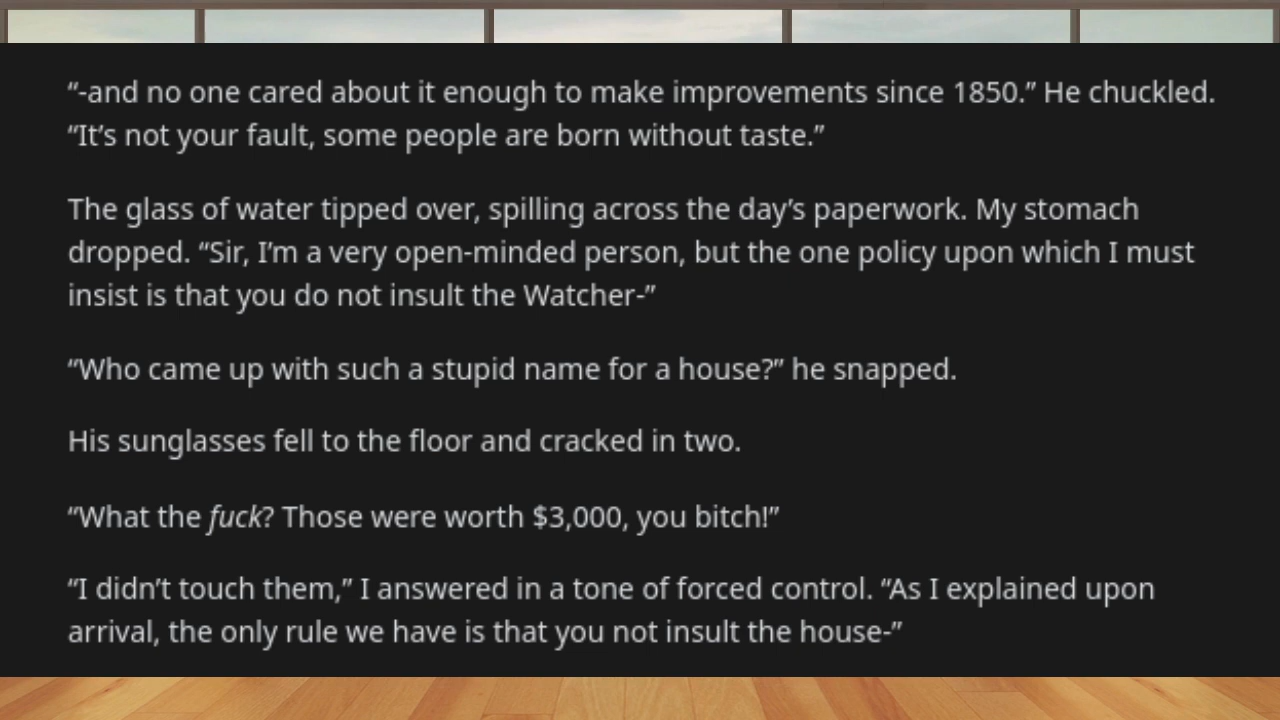 “-and no one cared about it enough to make improvements since 1850.” He chuckled.
“It’s not your fault, some people are born without taste.”
The glass of water tipped over, spilling across the day’s paperwork. My stomach
dropped. “Sir, I’m a very open-minded person, but the one policy upon which I must
insist is that you do not insult the Watcher-”
“Who came up with such a stupid name for a house?” he snapped.
His sunglasses fell to the floor and cracked in two.
“What the fuck? Those were worth $3,000, you bitch!”
“I didn’t touch them,” I answered in a tone of forced control. “As I explained upon
arrival, the only rule we have is that you not insult the house-”